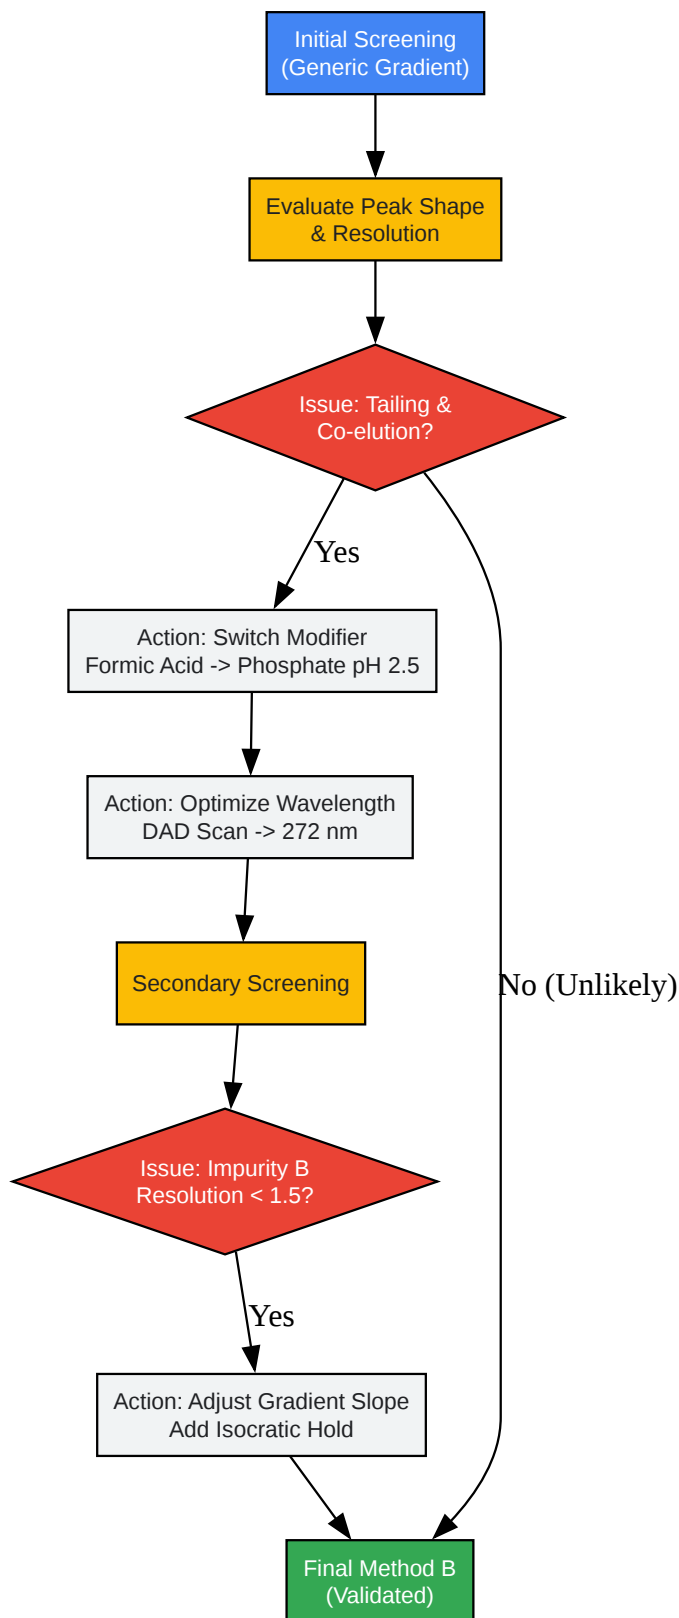 Initial Screening
(Generic Gradient)
Evaluate Peak Shape
& Resolution
Issue: Tailing &
Co-elution?
Yes
Action: Switch Modifier
Formic Acid -> Phosphate pH 2.5
Action: Optimize Wavelength
DAD Scan -> 272 nm
Secondary Screening
No (Unlikely)
Issue: Impurity B
Resolution < 1.5?
Yes
Action: Adjust Gradient Slope
Add Isocratic Hold
Final Method B
(Validated)